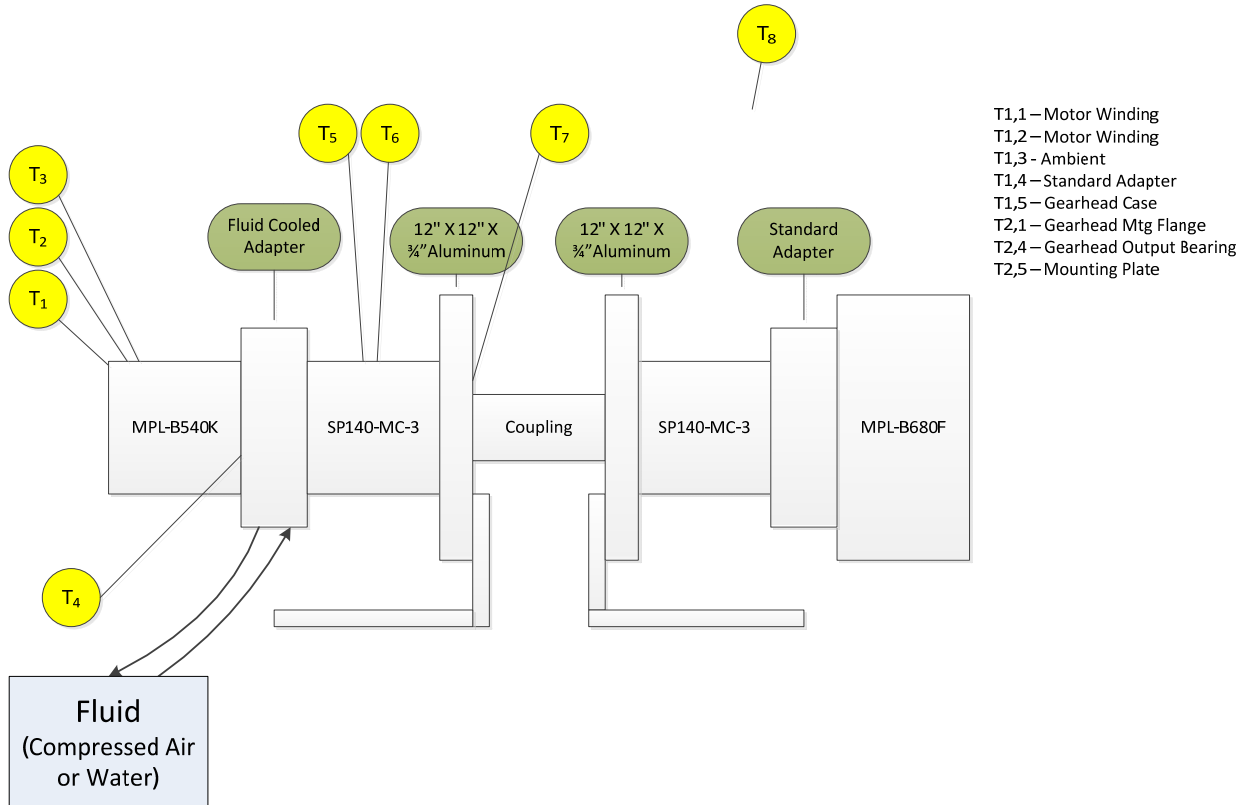 T₈
T₅
T₆
T₇
T₃
T₂
T₁
Fluid Cooled
Adapter
12" X 12" X
¾”Aluminum
12" X 12" X
¾”Aluminum
Standard
Adapter
MPL-B540K
SP140-MC-3
Coupling
SP140-MC-3
MPL-B680F
T₄
Fluid
(Compressed Air
or Water)
T1,1 – Motor Winding
T1,2 – Motor Winding
T1,3 - Ambient
T1,4 – Standard Adapter
T1,5 – Gearhead Case
T2,1 – Gearhead Mtg Flange
T2,4 – Gearhead Output Bearing
T2,5 – Mounting Plate